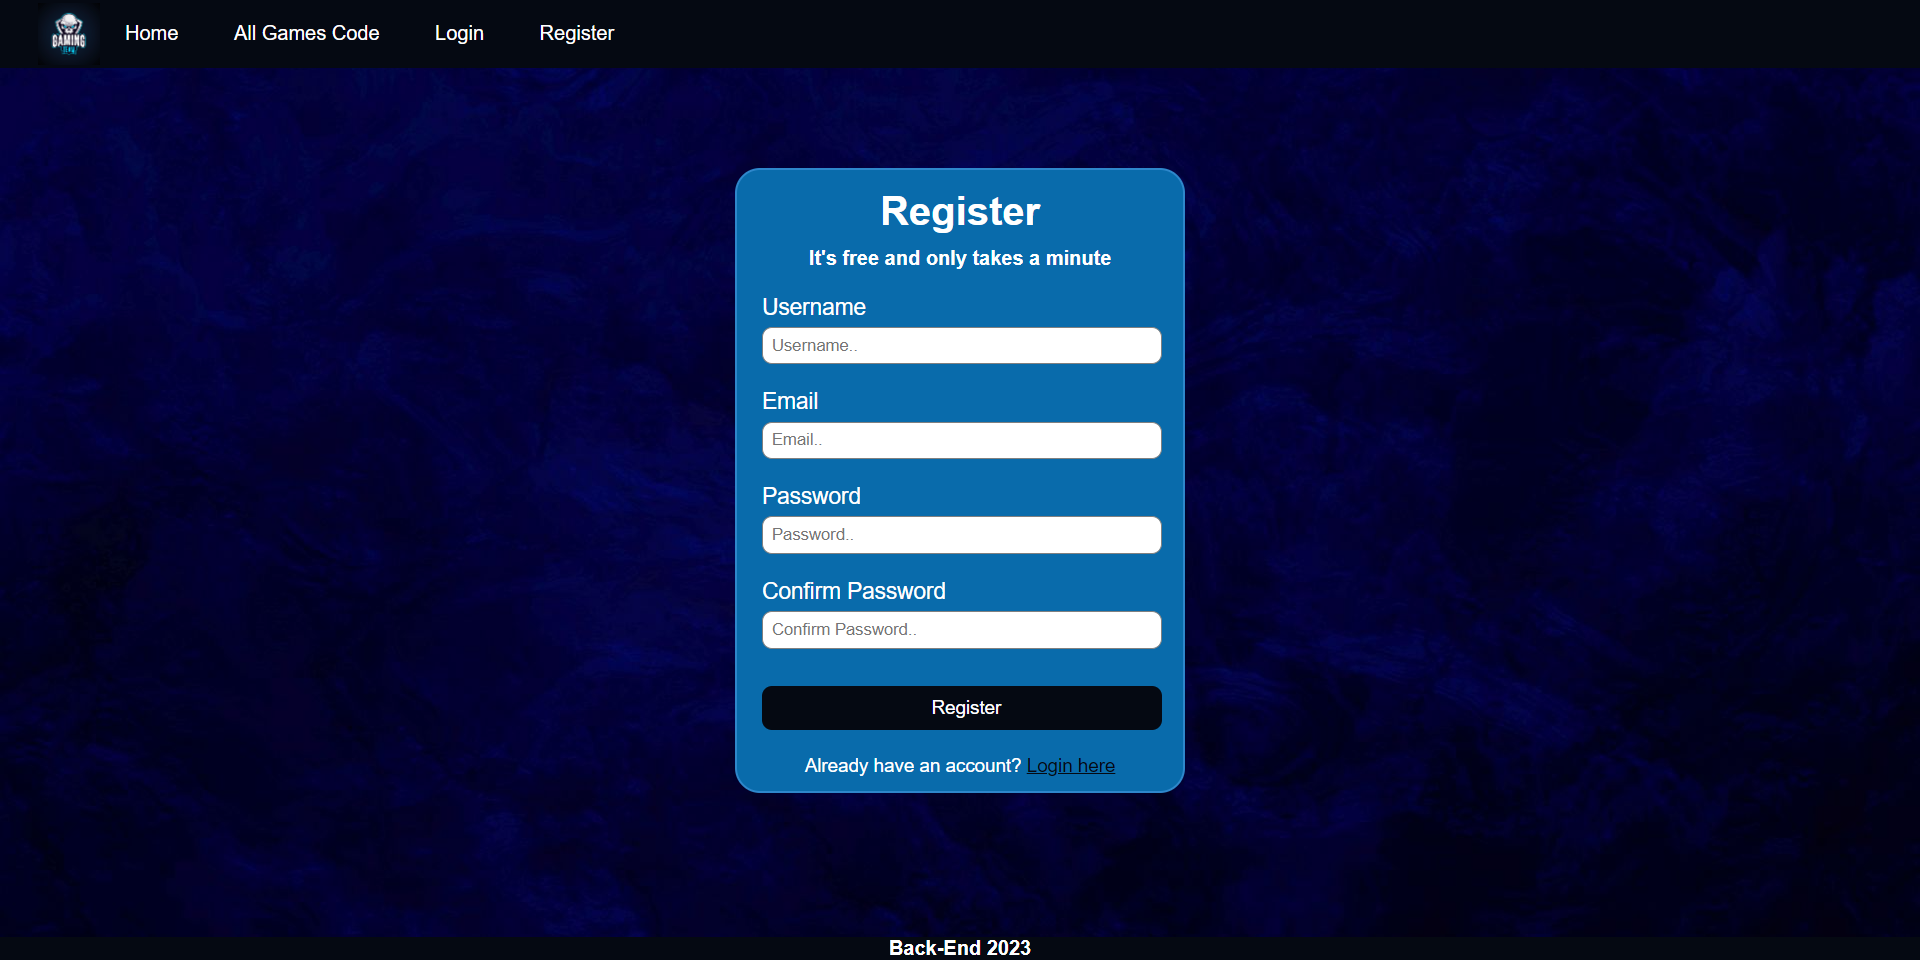 GAMING
Home
All Games Code
Login
Register
Register
It's free and only takes a minute
Username
Username..
Email
Email..
Password
Password..
Confirm Password
Confirm Password..
Register
Already have an account? Login here
Back-End 2023